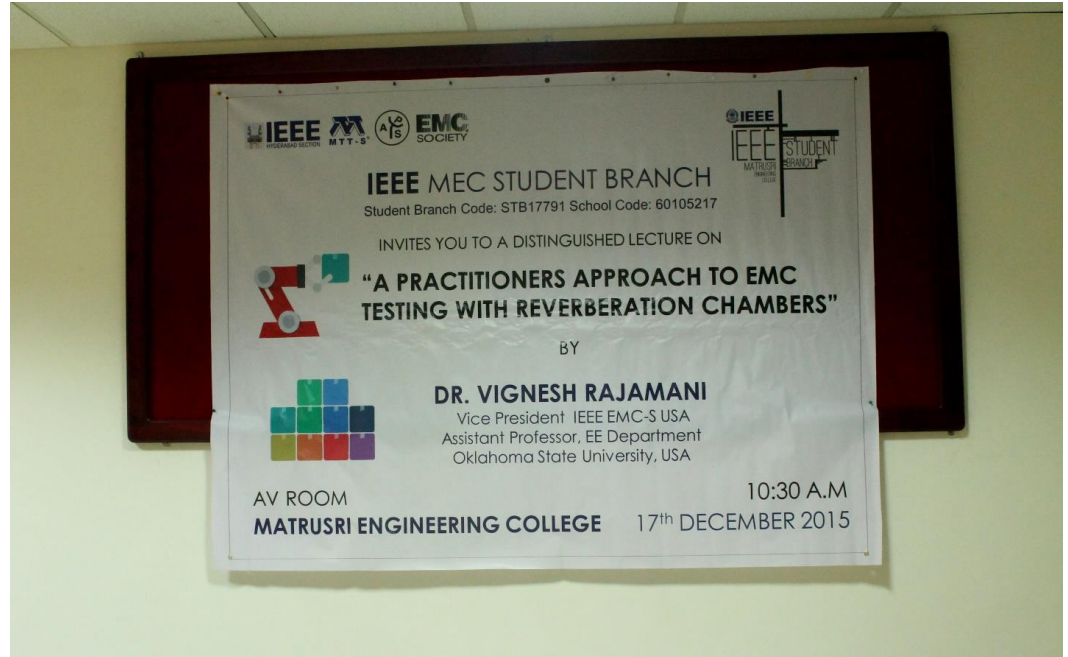 IEEE
HYDERABAD SECTION
MTT-S
EMC
SOCIETY
IEEE
IEEE STUDENT
MATRUSRI BRANCH
ENGINEERING
COLLEGE
IEEE MEC STUDENT BRANCH
Student Branch Code: STB17791 School Code: 60105217
INVITES YOU TO A DISTINGUISHED LECTURE ON
“A PRACTITIONERS APPROACH TO EMC
TESTING WITH REVERBERATION CHAMBERS”
BY
DR. VIGNESH RAJAMANI
Vice President IEEE EMC-S USA
Assistant Professor, EE Department
Oklahoma State University, USA
AV ROOM 10:30 A.M
MATRUSRI ENGINEERING COLLEGE 17th DECEMBER 2015